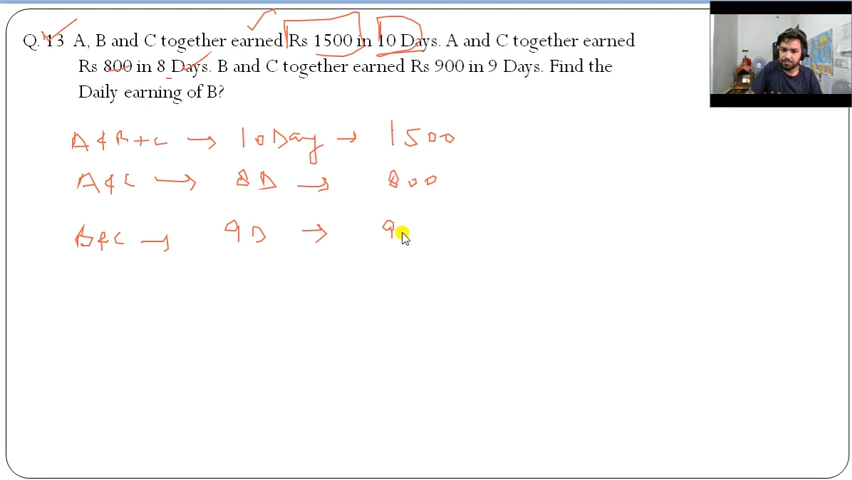 Q. 13 A, B and C together earned Rs 1500 in 10 Days. A and C together earned
Rs 800 in 8 Days. B and C together earned Rs 900 in 9 Days. Find the
Daily earning of B?
A & B + C → 10 Day → 1500
A & C → 8 D → 800
B & C → 9 D → 9